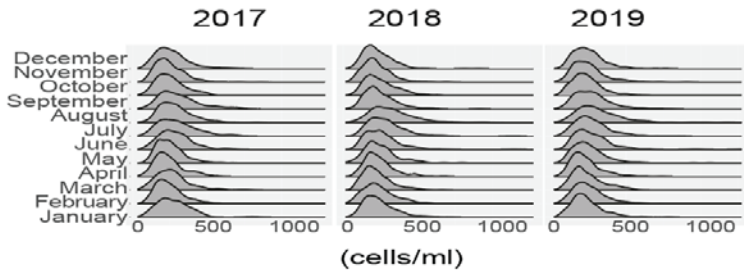 2017 2018 2019
December
November
October
September
August
July
June
May
April
March
February
January
0 500 1000 0 500 1000 0 500 1000
(cells/ml)